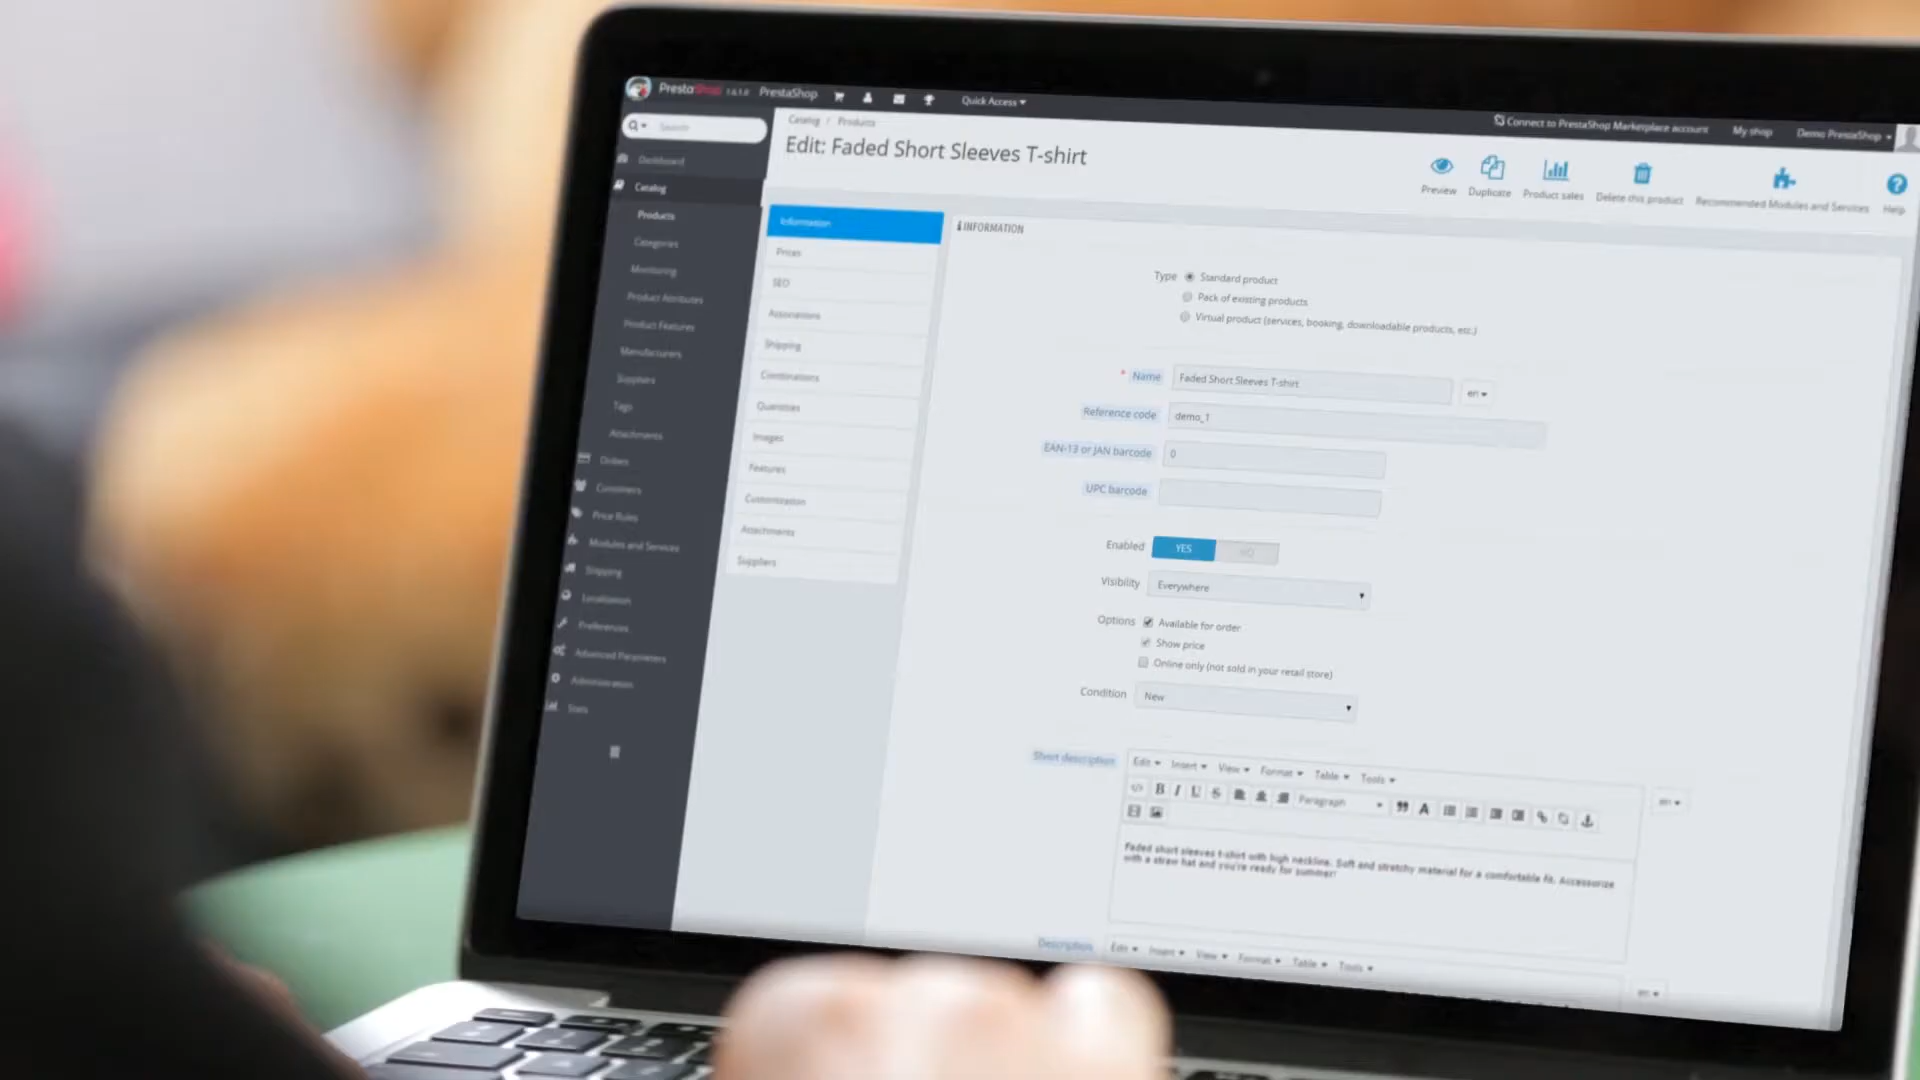 PrestaShop 1.6.1.0 PrestaShop Quick Access
Connect to PrestaShop Marketplace account My shop Demo PrestaShop
Search
Catalog / Products
Edit: Faded Short Sleeves T-shirt
Preview Duplicate Product sales Delete this product Recommended Modules and Services Help
Dashboard
Catalog
Products
Categories
Monitoring
Product Attributes
Product Features
Manufacturers
Suppliers
Tags
Attachments
Orders
Customers
Price Rules
Modules and Services
Shipping
Localization
Preferences
Advanced Parameters
Administration
Stats
Information
Prices
SEO
Associations
Shipping
Combinations
Quantities
Images
Features
Customization
Attachments
Suppliers
INFORMATION
Type Standard product
Pack of existing products
Virtual product (services, booking, downloadable products, etc.)
* Name Faded Short Sleeves T-shirt en
Reference code demo_1
EAN-13 or JAN barcode 0
UPC barcode
Enabled YES NO
Visibility Everywhere
Options Available for order
Show price
Online only (not sold in your retail store)
Condition New
Short description Edit Insert View Format Table Tools
B I U S Paragraph A en
Faded short sleeves t-shirt with high neckline. Soft and stretchy material for a comfortable fit. Accessorize
with a straw hat and you're ready for summer!
Description Edit Insert View Format Table Tools
en